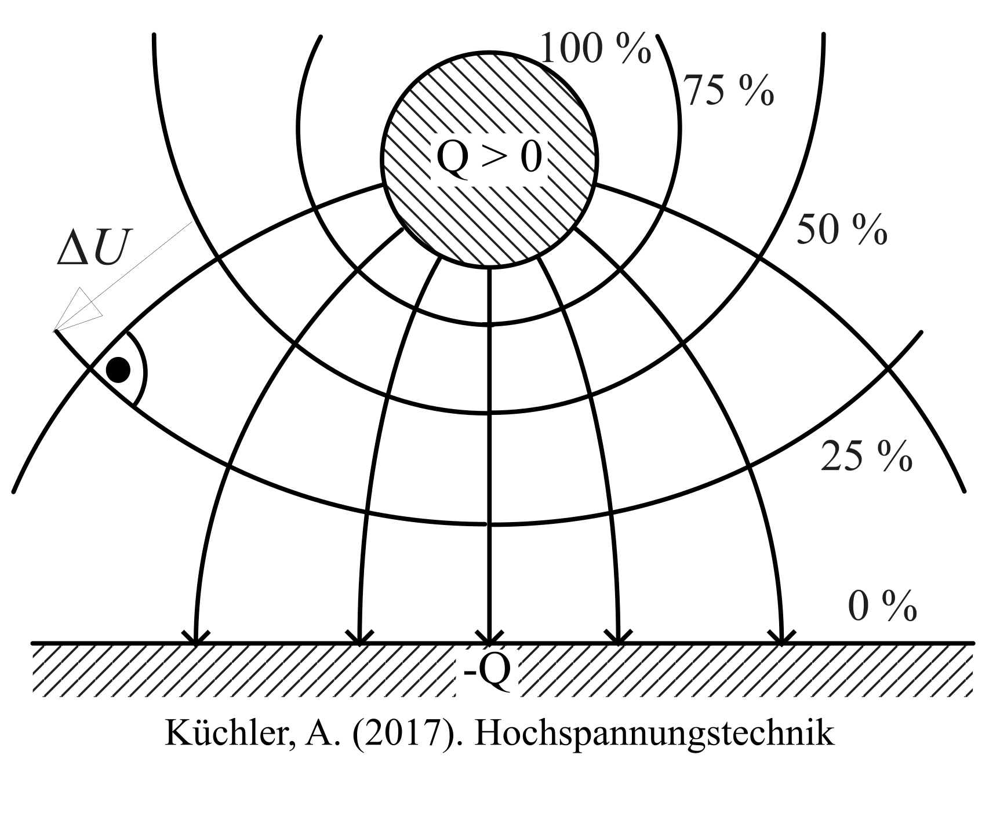 100 %
75 %
Q > 0
50 %
ΔU
25 %
0 %
-Q
Küchler, A. (2017). Hochspannungstechnik